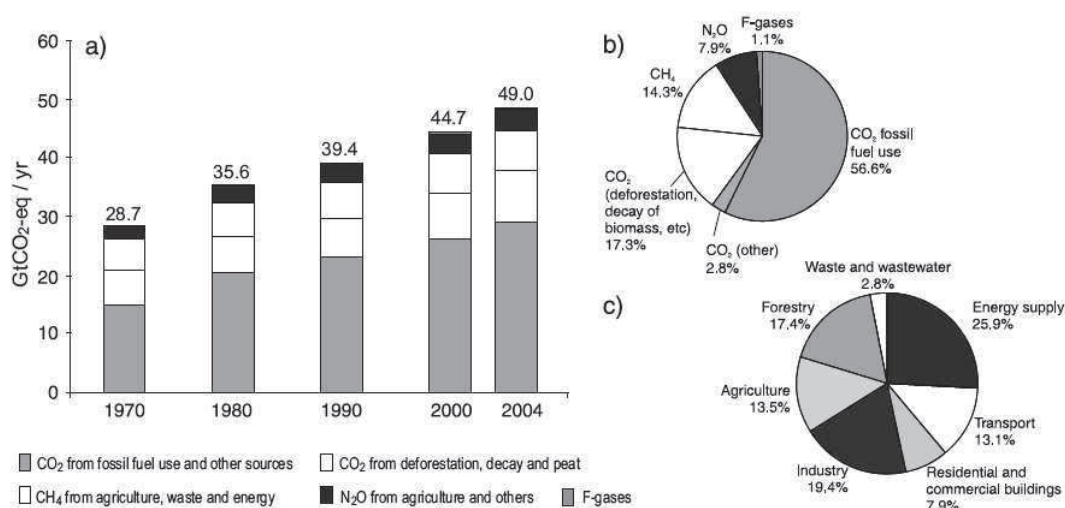 a)
GtCO₂-eq / yr
60
50
40
30
20
10
0
28.7
35.6
39.4
44.7
49.0
1970
1980
1990
2000
2004
CO₂ from fossil fuel use and other sources
CO₂ from deforestation, decay and peat
CH₄ from agriculture, waste and energy
N₂O from agriculture and others
F-gases
b)
F-gases
1.1%
N₂O
7.9%
CH₄
14.3%
CO₂ fossil
fuel use
56.6%
CO₂
(deforestation,
decay of
biomass, etc)
17.3%
CO₂ (other)
2.8%
c)
Waste and wastewater
2.8%
Forestry
17.4%
Energy supply
25.9%
Agriculture
13.5%
Transport
13.1%
Industry
19.4%
Residential and
commercial buildings
7.9%